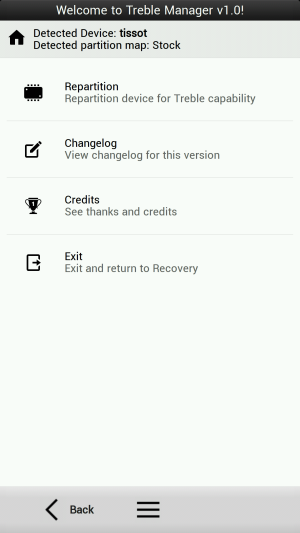 Welcome to Treble Manager v1.0!
Detected Device: tissot
Detected partition map: Stock
Repartition
Repartition device for Treble capability
Changelog
View changelog for this version
Credits
See thanks and credits
Exit
Exit and return to Recovery
Back